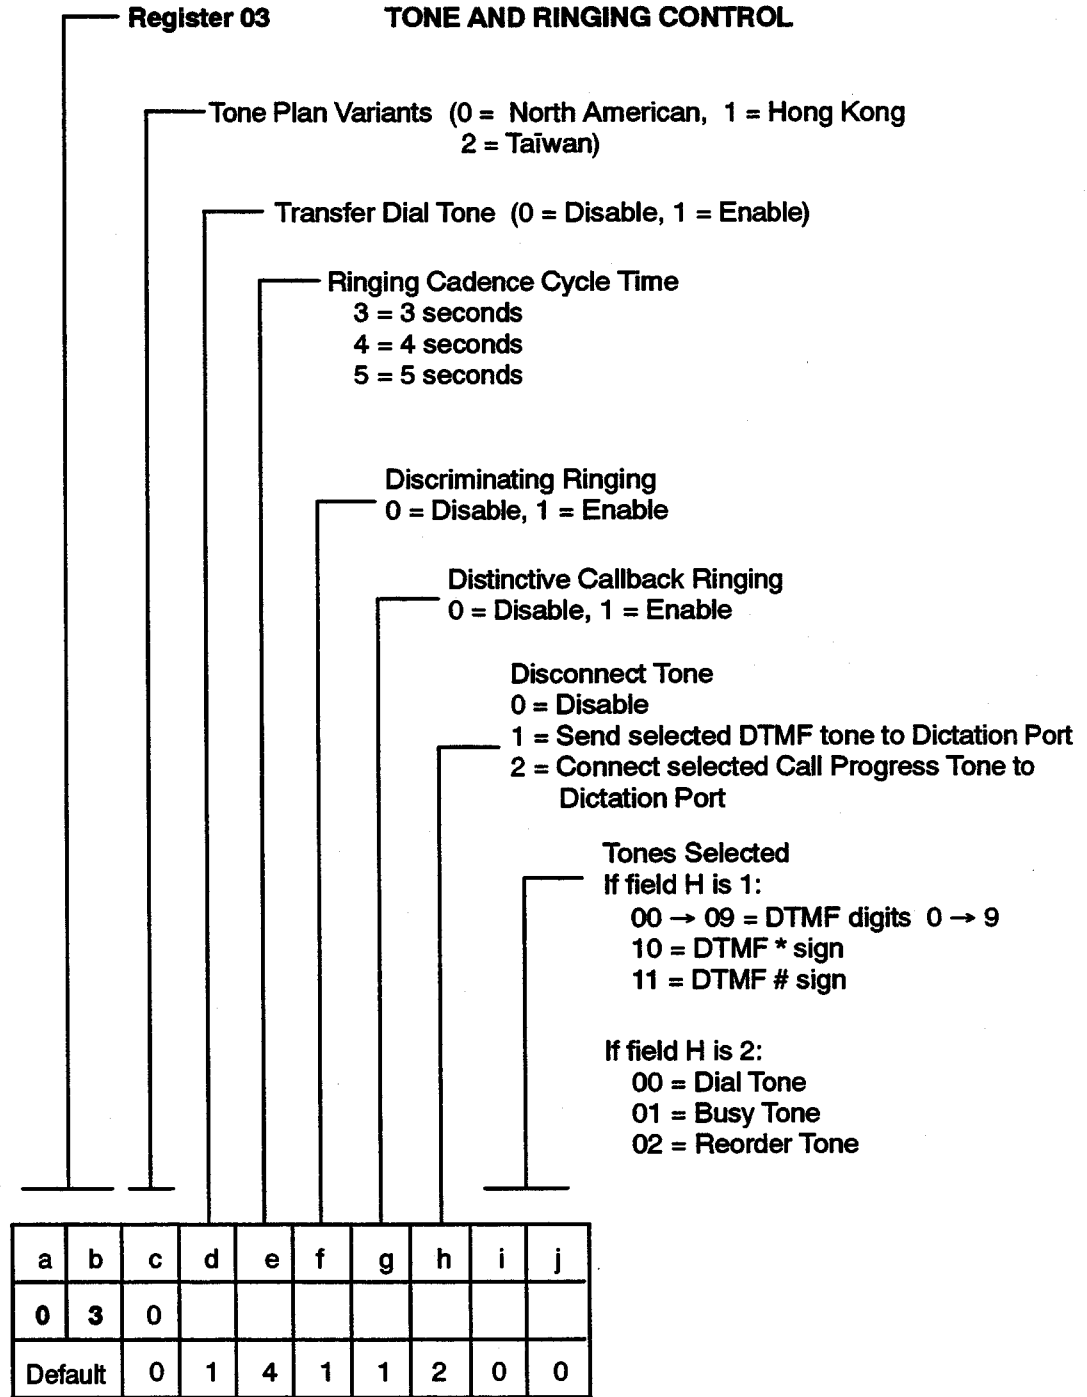 Register 03 TONE AND RINGING CONTROL
Tone Plan Variants (0 = North American, 1 = Hong Kong
2 = Taīwan)
Transfer Dial Tone (0 = Disable, 1 = Enable)
Ringing Cadence Cycle Time
3 = 3 seconds
4 = 4 seconds
5 = 5 seconds
Discriminating Ringing
0 = Disable, 1 = Enable
Distinctive Callback Ringing
0 = Disable, 1 = Enable
Disconnect Tone
0 = Disable
1 = Send selected DTMF tone to Dictation Port
2 = Connect selected Call Progress Tone to
Dictation Port
Tones Selected
If field H is 1:
00 → 09 = DTMF digits 0 → 9
10 = DTMF * sign
11 = DTMF # sign
If field H is 2:
00 = Dial Tone
01 = Busy Tone
02 = Reorder Tone
a b c d e f g h i j
0 3 0
Default 0 1 4 1 1 2 0 0